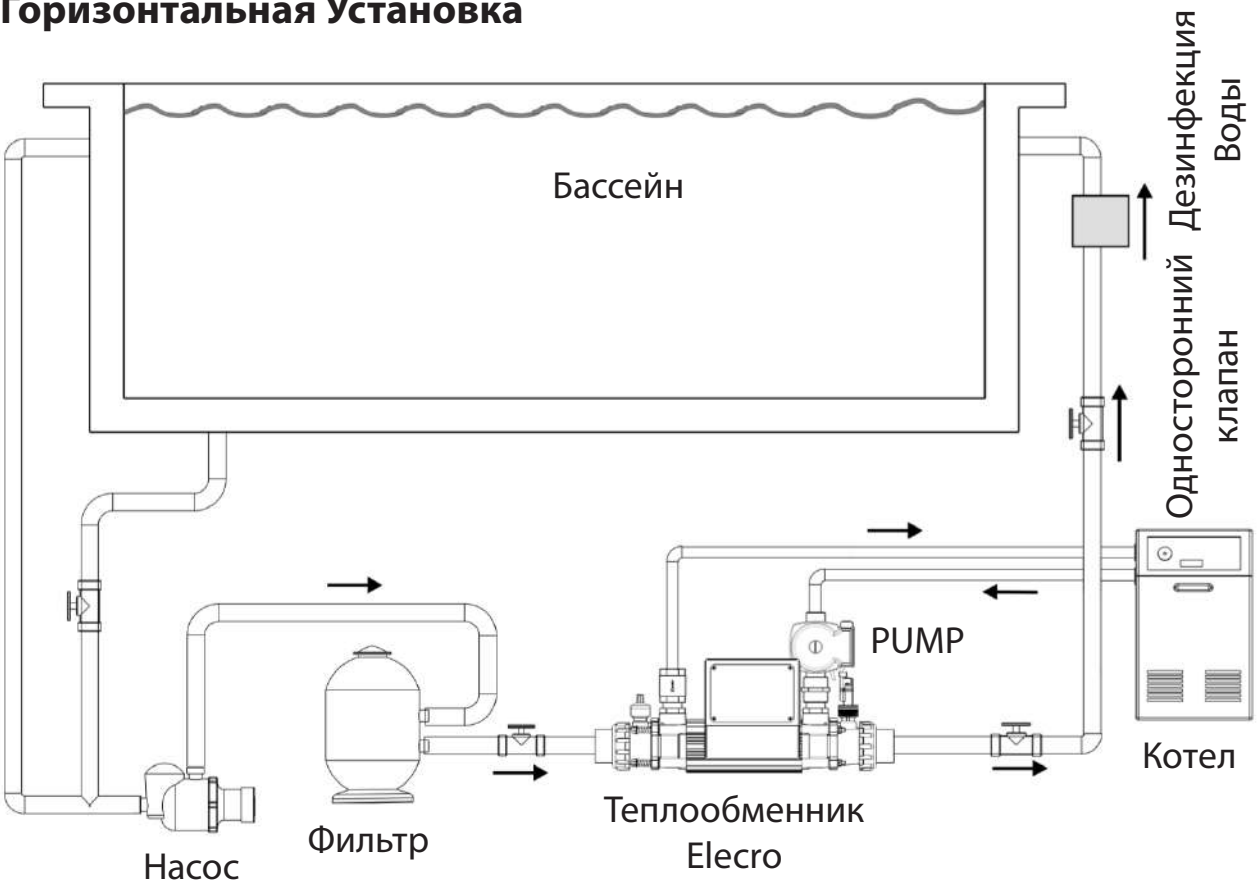 Горизонтальная Установка
Дезинфекция
Воды
Бассейн
Односторонний
клапан
PUMP
Котел
Теплообменник
Elecro
Фильтр
Насос